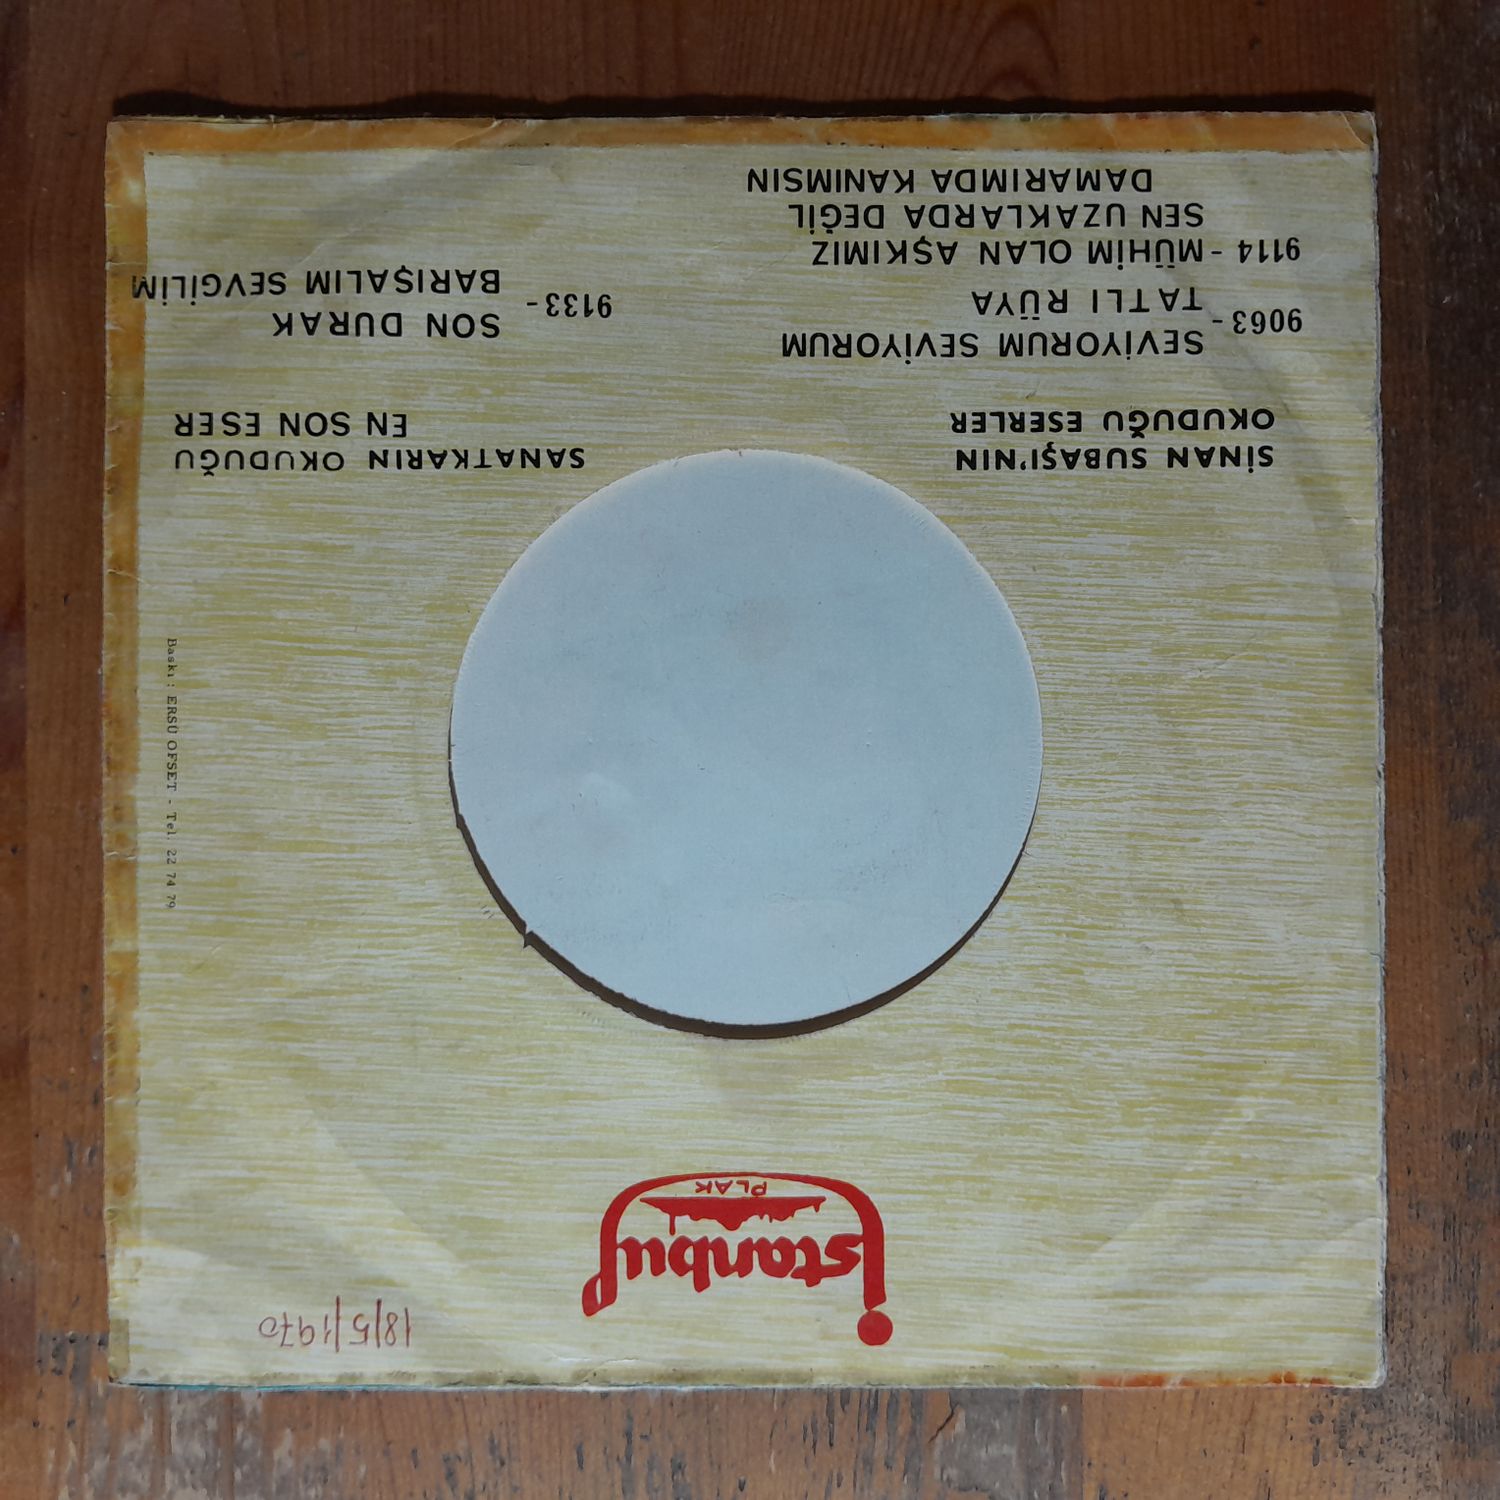 18/5/1970
istanbul
PLAK
SİNAN SUBAŞI'NIN
OKUDUĞU ESERLER
9063 - SEVİYORUM SEVİYORUM
TATLI RÜYA
9114 - MÜHİM OLAN AŞKIMIZ
SEN UZAKLARDA DEĞİL
DAMARIMDA KANIMSIN
SANATKARIN OKUDUĞU
EN SON ESER
9133 - SON DURAK
BARIŞALIM SEVGİLİM
Baskı : ERSÜ OFSET - Tel. 22 74 79